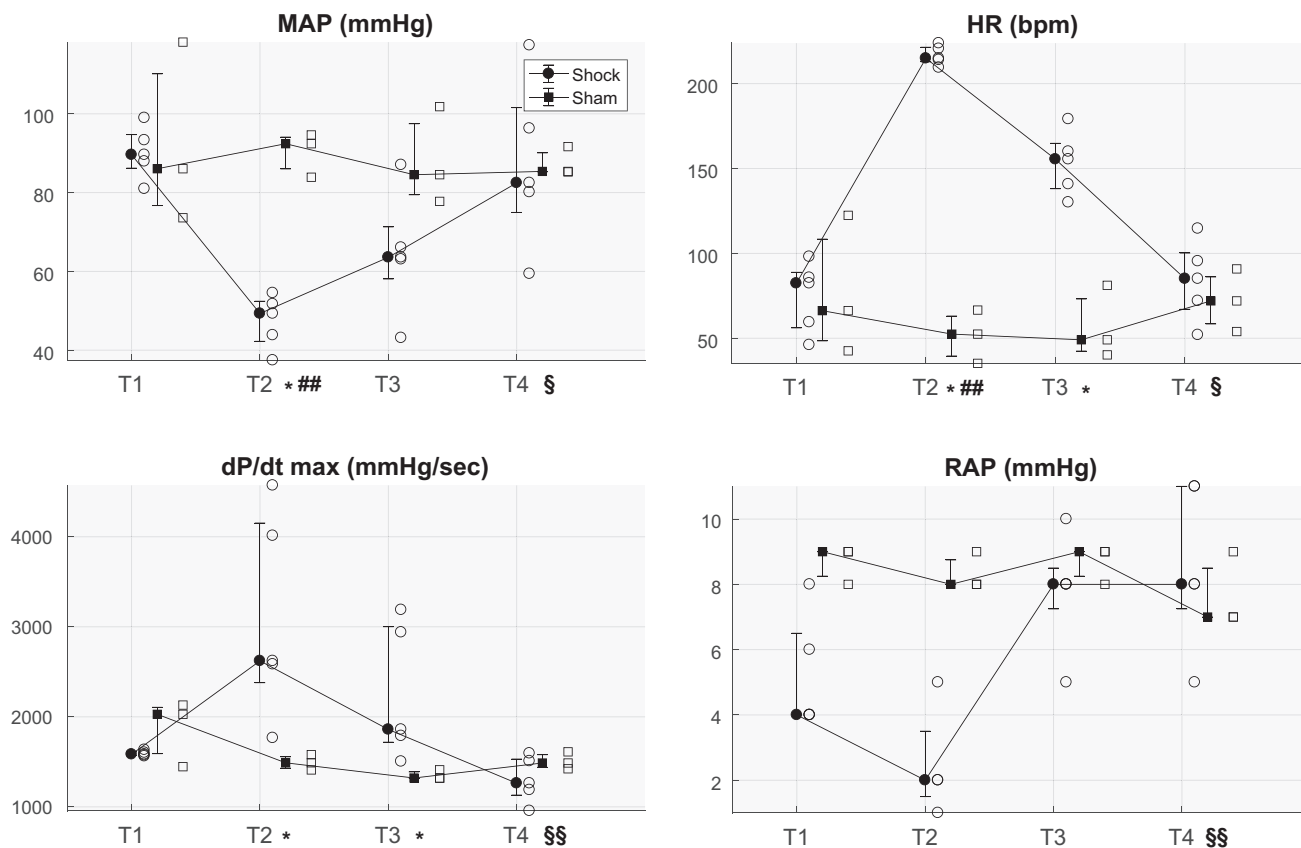 MAP (mmHg)
100
80
60
40
Shock
Sham
T1 T2 * ## T3 T4 §
HR (bpm)
200
150
100
50
T1 T2 * ## T3 * T4 §
dP/dt max (mmHg/sec)
4000
3000
2000
1000
T1 T2 * T3 * T4 §§
RAP (mmHg)
10
8
6
4
2
T1 T2 T3 T4 §§